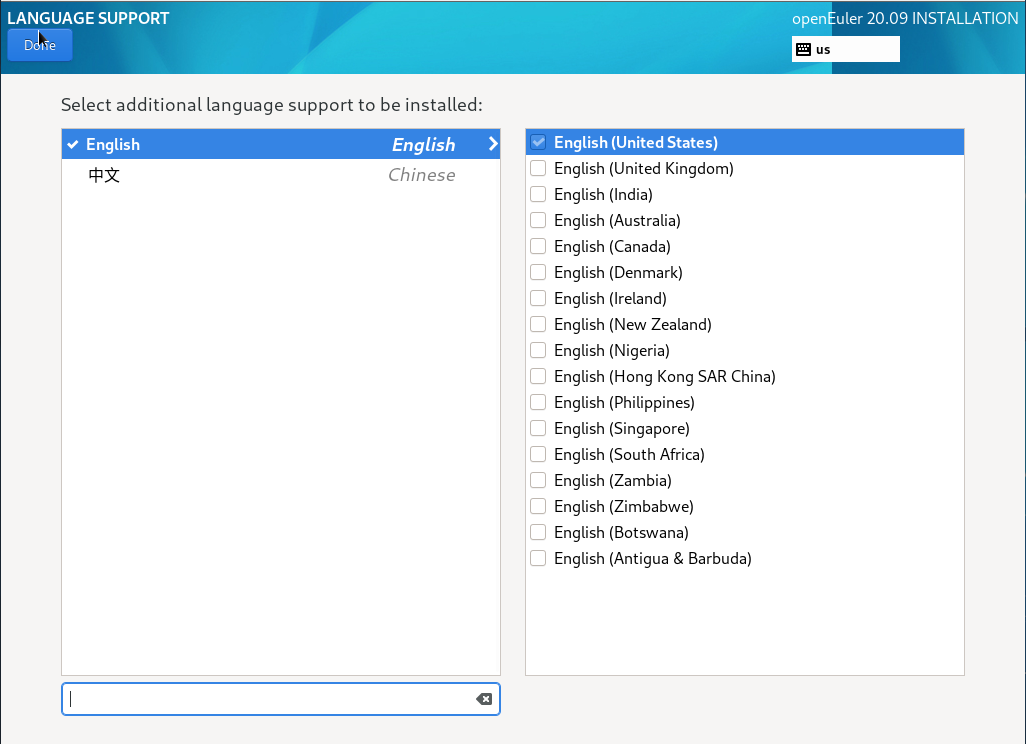 LANGUAGE SUPPORT
openEuler 20.09 INSTALLATION
Done
us
Select additional language support to be installed:
English English
中文 Chinese
English (United States)
English (United Kingdom)
English (India)
English (Australia)
English (Canada)
English (Denmark)
English (Ireland)
English (New Zealand)
English (Nigeria)
English (Hong Kong SAR China)
English (Philippines)
English (Singapore)
English (South Africa)
English (Zambia)
English (Zimbabwe)
English (Botswana)
English (Antigua & Barbuda)